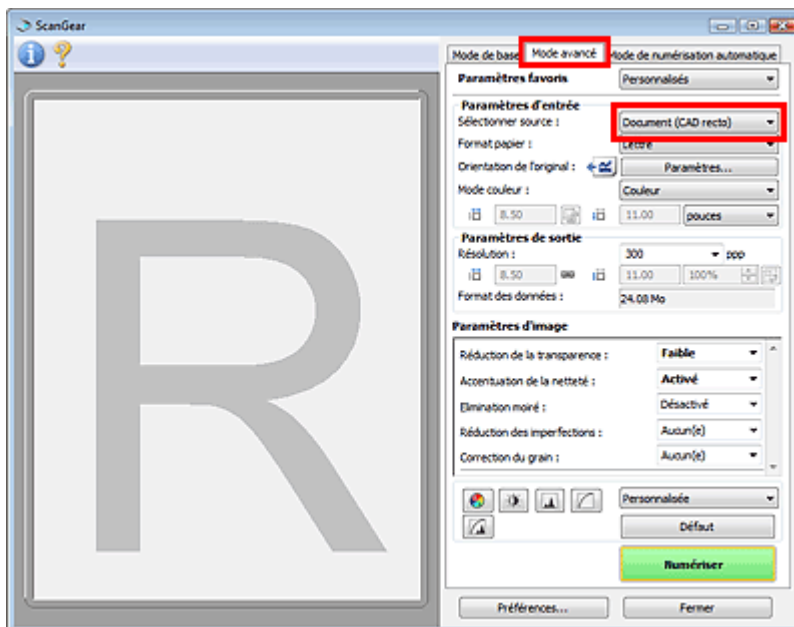 ScanGear
Mode de base Mode avancé Mode de numérisation automatique
Paramètres favoris Personnalisés
Paramètres d'entrée
Sélectionner source : Document (CAD recto)
Format papier : Lettre
Orientation de l'original : Paramètres...
Mode couleur : Couleur
8.50 11.00 pouces
Paramètres de sortie
Résolution : 300 ppp
8.50 11.00 100%
Format des données : 24.08 Mo
Paramètres d'image
Réduction de la transparence : Faible
Accentuation de la netteté : Activé
Elimination moiré : Désactivé
Réduction des imperfections : Aucun(e)
Correction du grain : Aucun(e)
Personnalisée
Défaut
Numériser
Préférences... Fermer
R